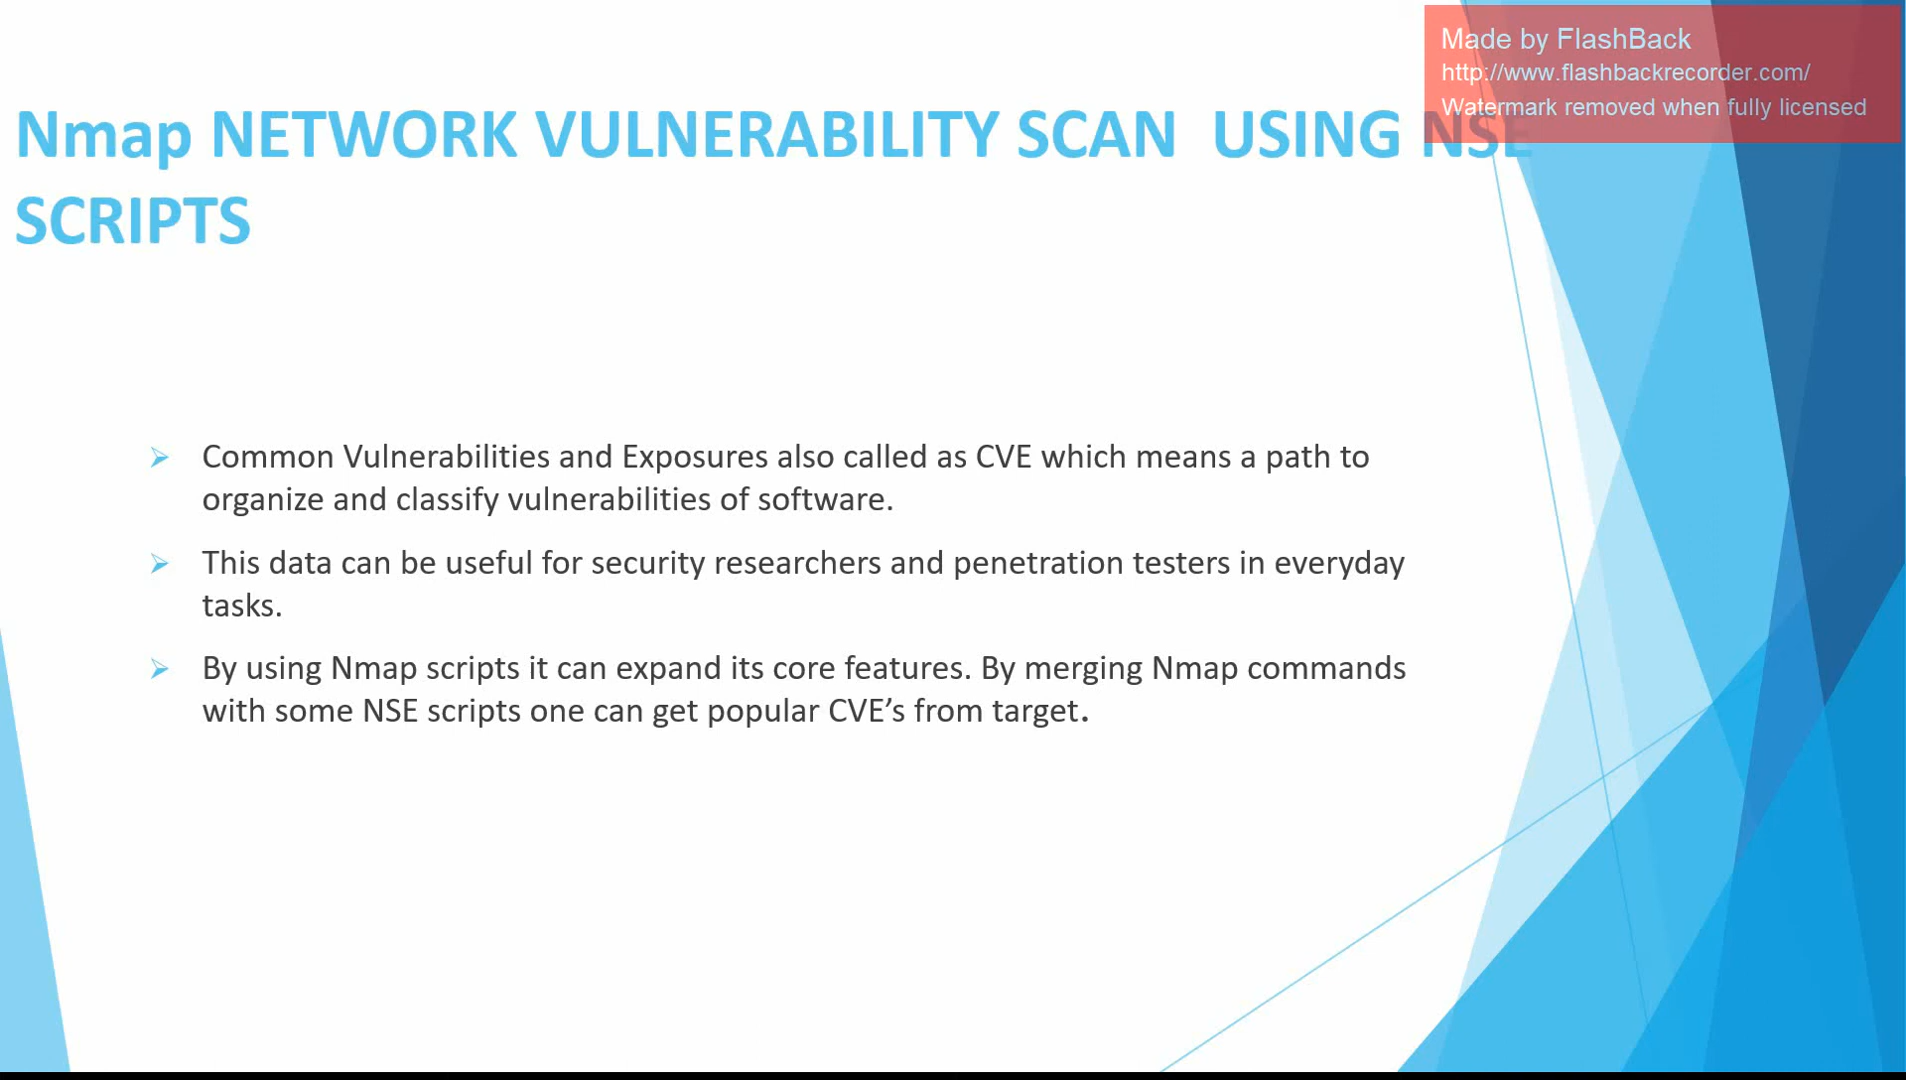 Made by FlashBack
http://www.flashbackrecorder.com/
Watermark removed when fully licensed
Nmap NETWORK VULNERABILITY SCAN  USING NSE
SCRIPTS
➢ Common Vulnerabilities and Exposures also called as CVE which means a path to
organize and classify vulnerabilities of software.
➢ This data can be useful for security researchers and penetration testers in everyday
tasks.
➢ By using Nmap scripts it can expand its core features. By merging Nmap commands
with some NSE scripts one can get popular CVE’s from target.